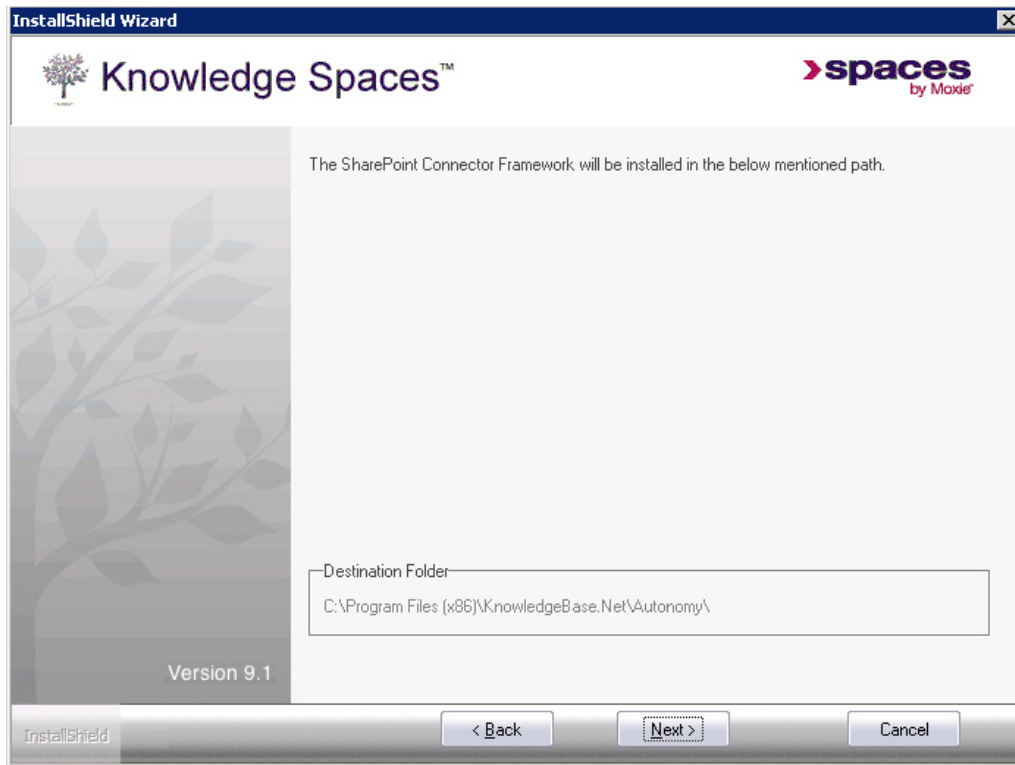 InstallShield Wizard
Knowledge Spaces™
spaces
by Moxie®
The SharePoint Connector Framework will be installed in the below mentioned path.
Destination Folder
C:\Program Files (x86)\KnowledgeBase.Net\Autonomy\
Version 9.1
InstallShield
< Back
Next >
Cancel